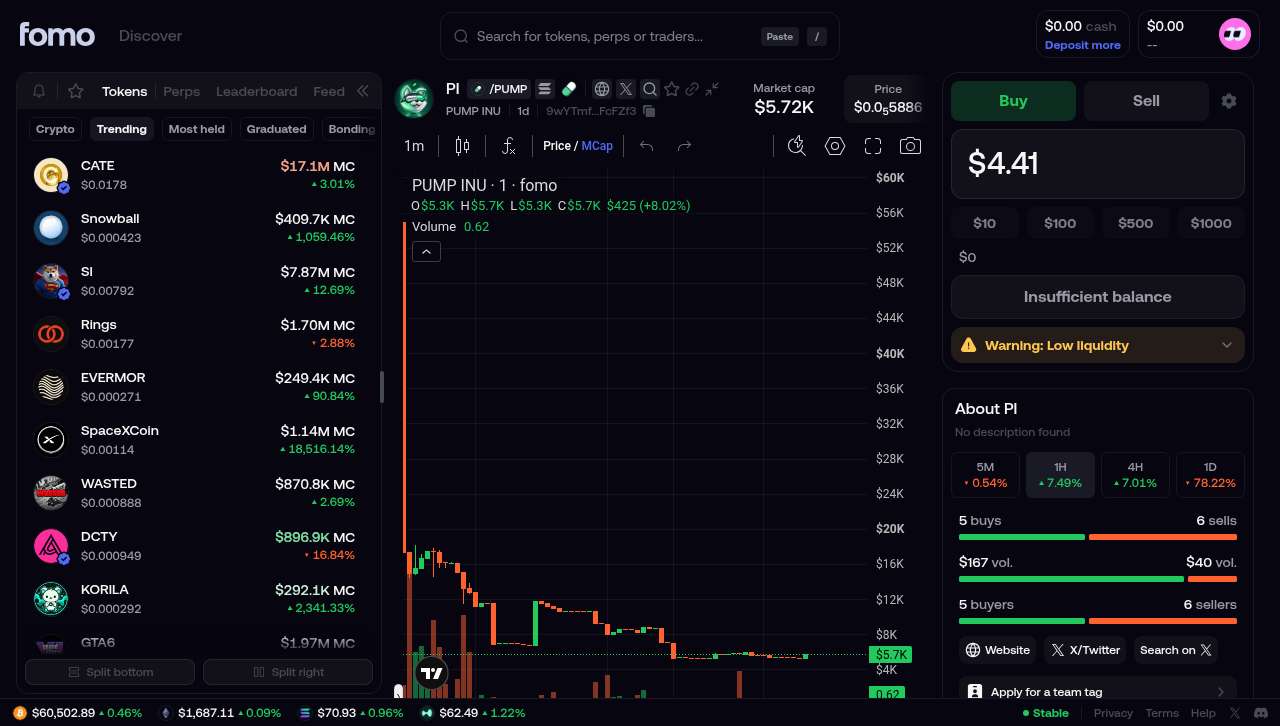 fomo
Discover
Search for tokens, perps or traders...
Paste
/
$0.00 cash
Deposit more
$0.00
--
Tokens
Perps
Leaderboard
Feed
Crypto
Trending
Most held
Graduated
Bonding
CATE
$17.1M MC
$0.0178
3.01%
Snowball
$409.7K MC
$0.000423
1,059.46%
SI
$7.87M MC
$0.00792
12.69%
Rings
$1.70M MC
$0.00177
2.88%
EVERMOR
$249.4K MC
$0.000271
90.84%
SpaceXCoin
$1.14M MC
$0.00114
18,516.14%
WASTED
$870.8K MC
$0.000888
2.69%
DCTY
$896.9K MC
$0.000949
16.84%
KORILA
$292.1K MC
$0.000292
2,341.33%
GTA6
$1.97M MC
Split bottom
Split right
PI
/PUMP
PUMP INU
1d
9wYTmf...FcFZf3
Market cap
$5.72K
Price
$0.0₅5886
1m
Price / MCap
PUMP INU · 1 · fomo
O$5.3K H$5.7K L$5.3K C$5.7K $425 (+8.02%)
Volume 0.62
$60K
$56K
$52K
$48K
$44K
$40K
$36K
$32K
$28K
$24K
$20K
$16K
$12K
$8K
$5.7K
$4K
0.62
Buy
Sell
$4.41
$10
$100
$500
$1000
$0
Insufficient balance
Warning: Low liquidity
About PI
No description found
5M
0.54%
1H
7.49%
4H
7.01%
1D
78.22%
5 buys
6 sells
$167 vol.
$40 vol.
5 buyers
6 sellers
Website
X/Twitter
Search on X
Apply for a team tag
$60,502.89 0.46%
$1,687.11 0.09%
$70.93 0.96%
$62.49 1.22%
Stable
Privacy
Terms
Help